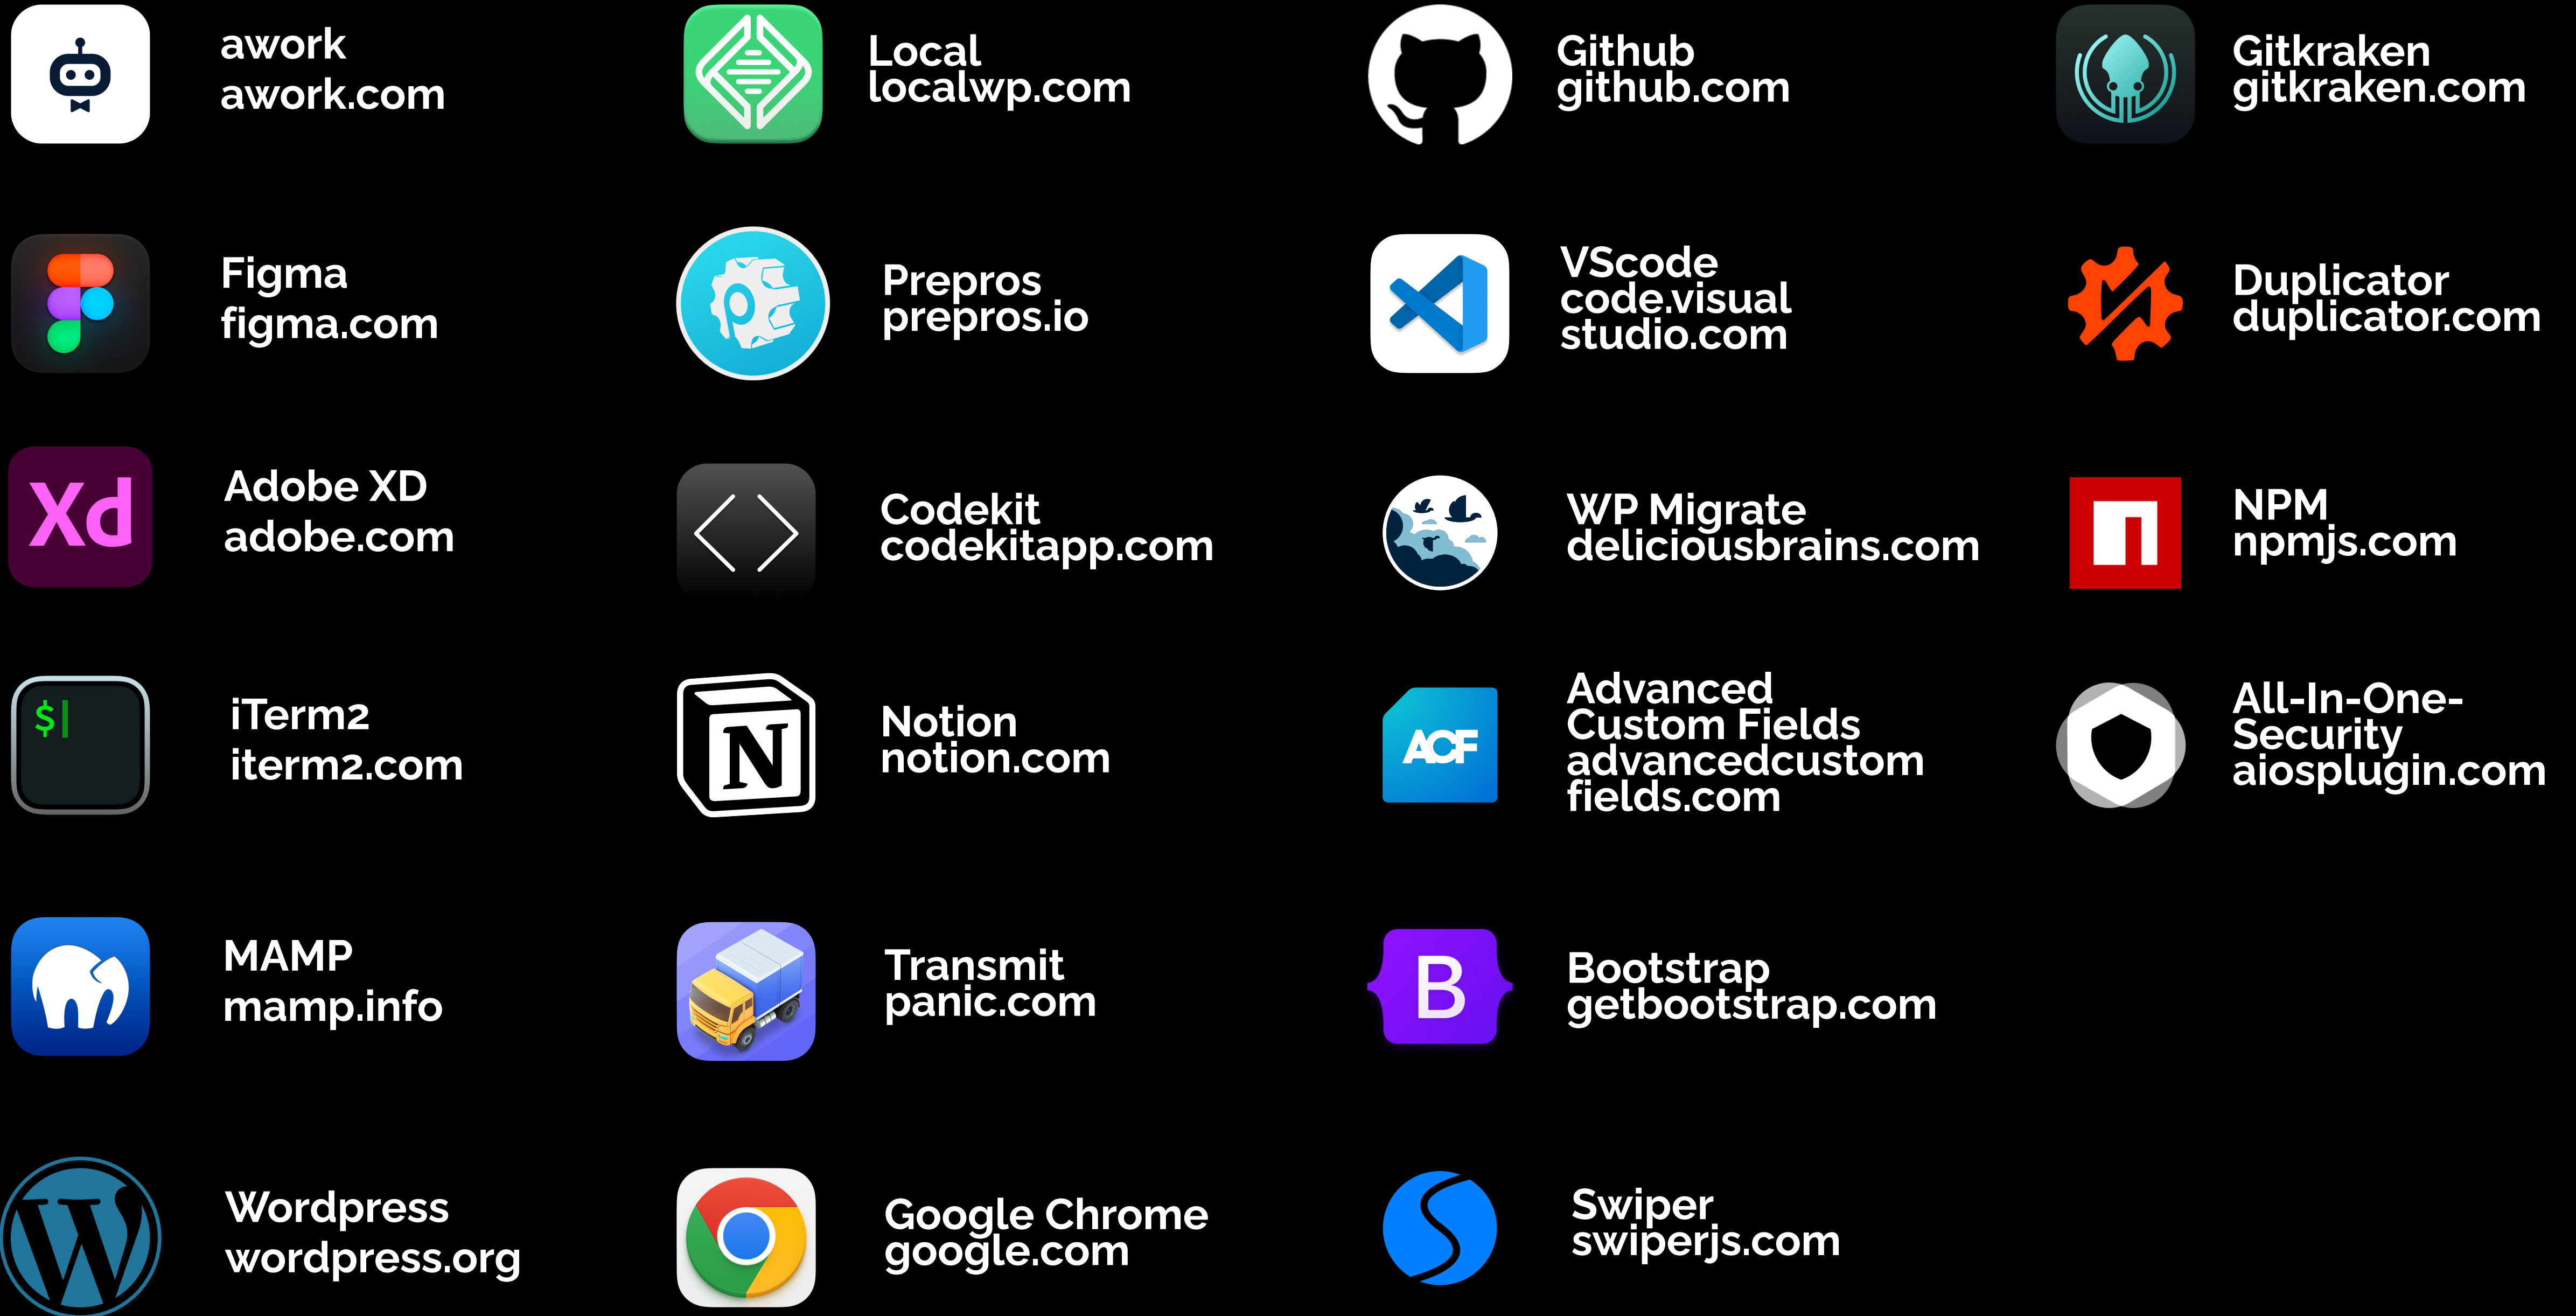 awork
awork.com
Local
localwp.com
Github
github.com
Gitkraken
gitkraken.com
Figma
figma.com
p
Prepros
prepros.io
VScode
code.visual
studio.com
Duplicator
duplicator.com
Xd
Adobe XD
adobe.com
Codekit
codekitapp.com
WP Migrate
deliciousbrains.com
n
NPM
npmjs.com
$
iTerm2
iterm2.com
N
Notion
notion.com
ACF
Advanced
Custom Fields
advancedcustom
fields.com
All-In-One-
Security
aiosplugin.com
MAMP
mamp.info
Transmit
panic.com
B
Bootstrap
getbootstrap.com
W
Wordpress
wordpress.org
Google Chrome
google.com
Swiper
swiperjs.com